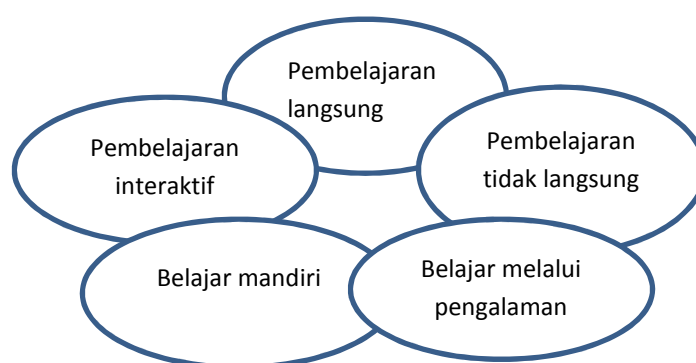 Pembelajaran
langsung
Pembelajaran
interaktif
Pembelajaran
tidak langsung
Belajar mandiri
Belajar melalui
pengalaman